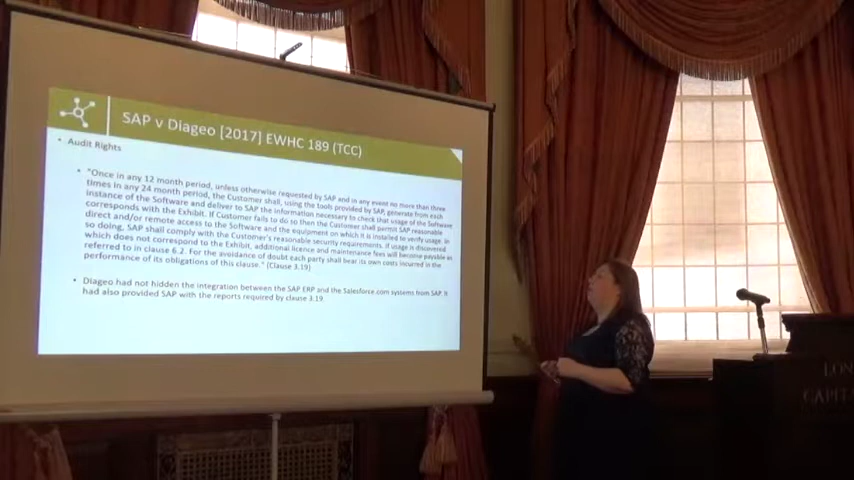 SAP v Diageo [2017] EWHC 189 (TCC)
• Audit Rights
• "Once in any 12 month period, unless otherwise requested by SAP and in any event no more than three
times in any 24 month period, the Customer shall, using the tools provided by SAP, generate from each
instance of the Software and deliver to SAP the information necessary to check that usage of the Software
corresponds with the Exhibit. If Customer fails to do so then the Customer shall permit SAP reasonable
direct and/or remote access to the Software and the equipment on which it is installed to verify usage. In
so doing, SAP shall comply with the Customer's reasonable security requirements. If usage is discovered
which does not correspond to the Exhibit, additional licence and maintenance fees will become payable as
referred to in clause 6.2. For the avoidance of doubt each party shall bear its own costs incurred in the
performance of its obligations of this clause." (Clause 3.19)
• Diageo had not hidden the integration between the SAP ERP and the Salesforce.com systems from SAP. It
had also provided SAP with the reports required by clause 3.19
LON
CAPITA